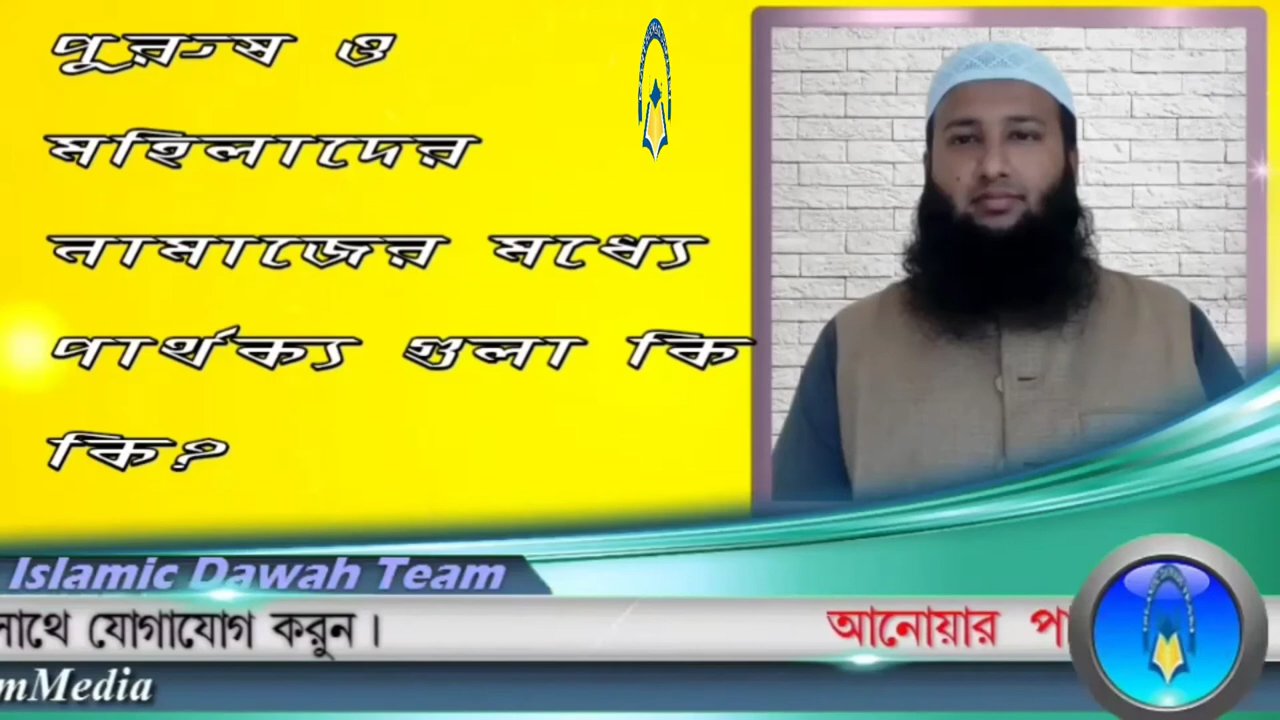 পুরুষ ও
মহিলাদের
নামাজের মধ্যে
পার্থক্য গুলা কি
কি?
Islamic Dawah Team
সাথে যোগাযোগ করুন।
আনোয়ার
mMedia